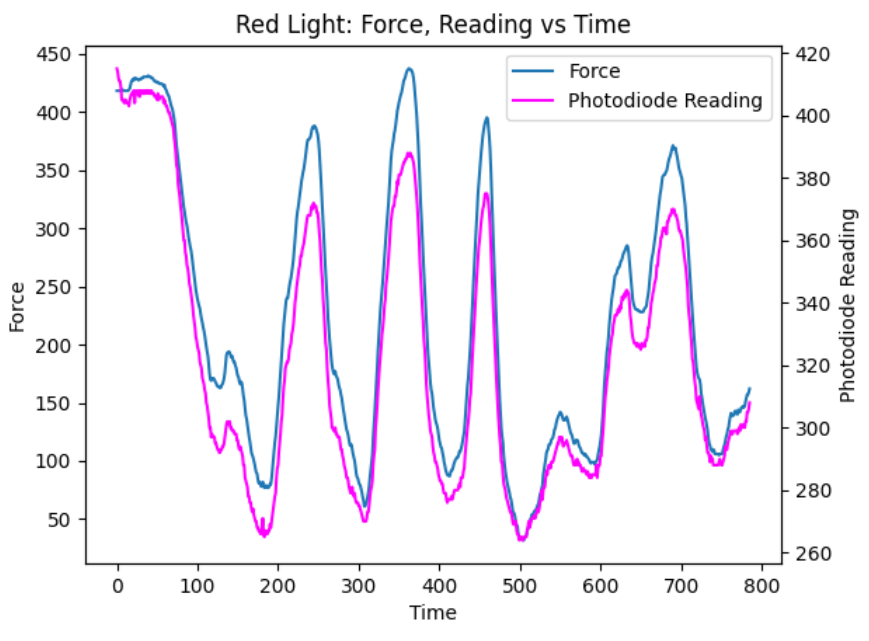 Red Light: Force, Reading vs Time
Force
Photodiode Reading
450
400
350
300
250
200
150
100
50
Force
420
400
380
360
340
320
300
280
260
Photodiode Reading
0 100 200 300 400 500 600 700 800
Time